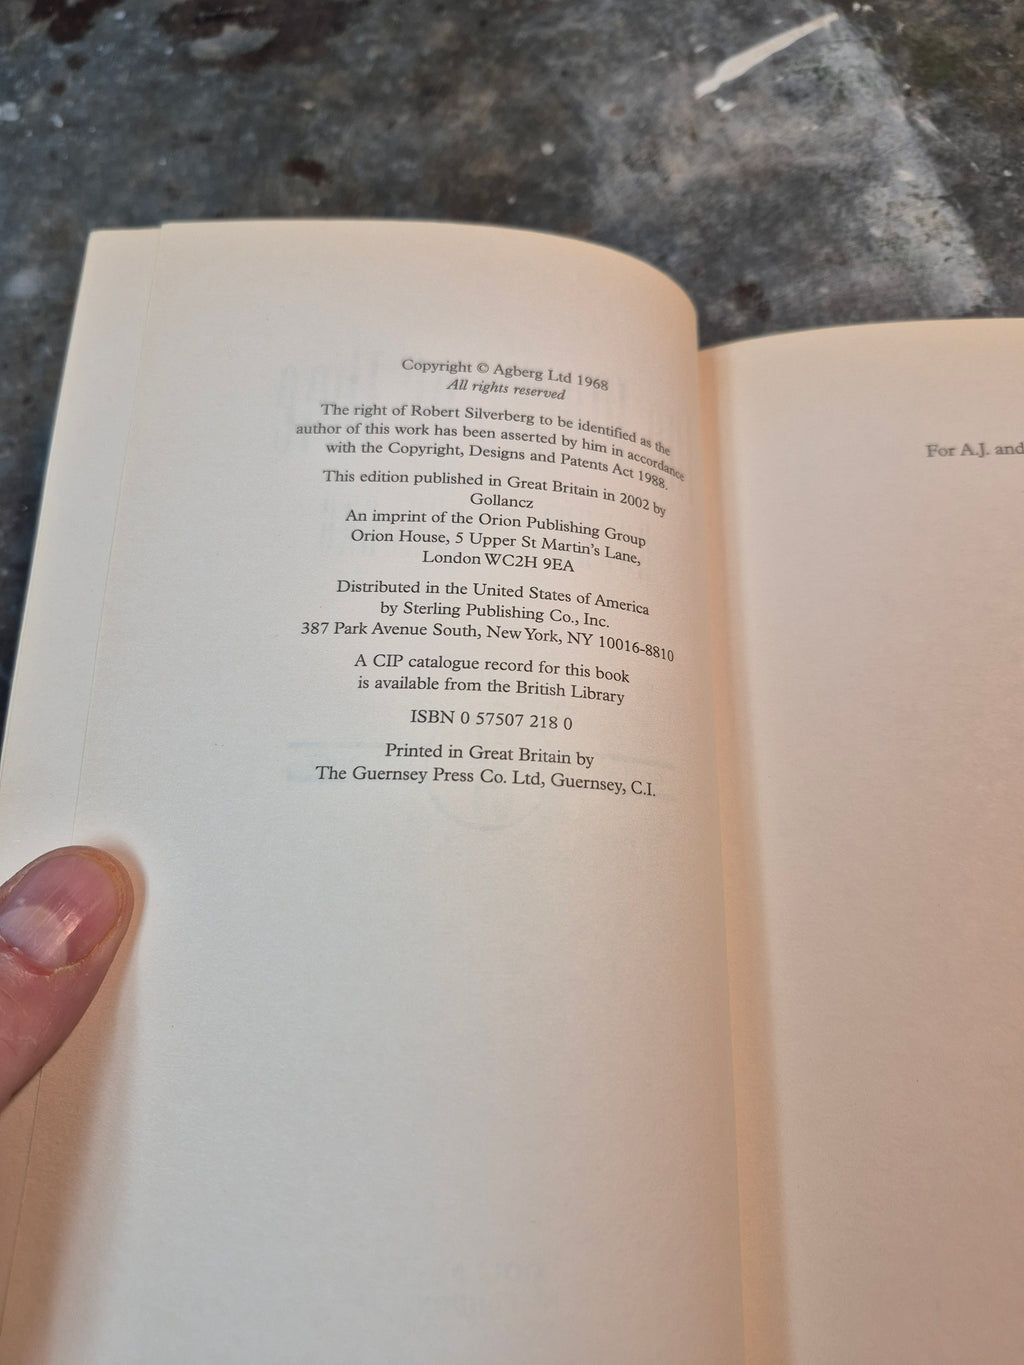 Copyright © Agberg Ltd 1968
All rights reserved
The right of Robert Silverberg to be identified as the
author of this work has been asserted by him in accordance
with the Copyright, Designs and Patents Act 1988.
This edition published in Great Britain in 2002 by
Gollancz
An imprint of the Orion Publishing Group
Orion House, 5 Upper St Martin's Lane,
London WC2H 9EA
Distributed in the United States of America
by Sterling Publishing Co., Inc.
387 Park Avenue South, New York, NY 10016-8810
A CIP catalogue record for this book
is available from the British Library
ISBN 0 57507 218 0
Printed in Great Britain by
The Guernsey Press Co. Ltd, Guernsey, C.I.
For A.J. and